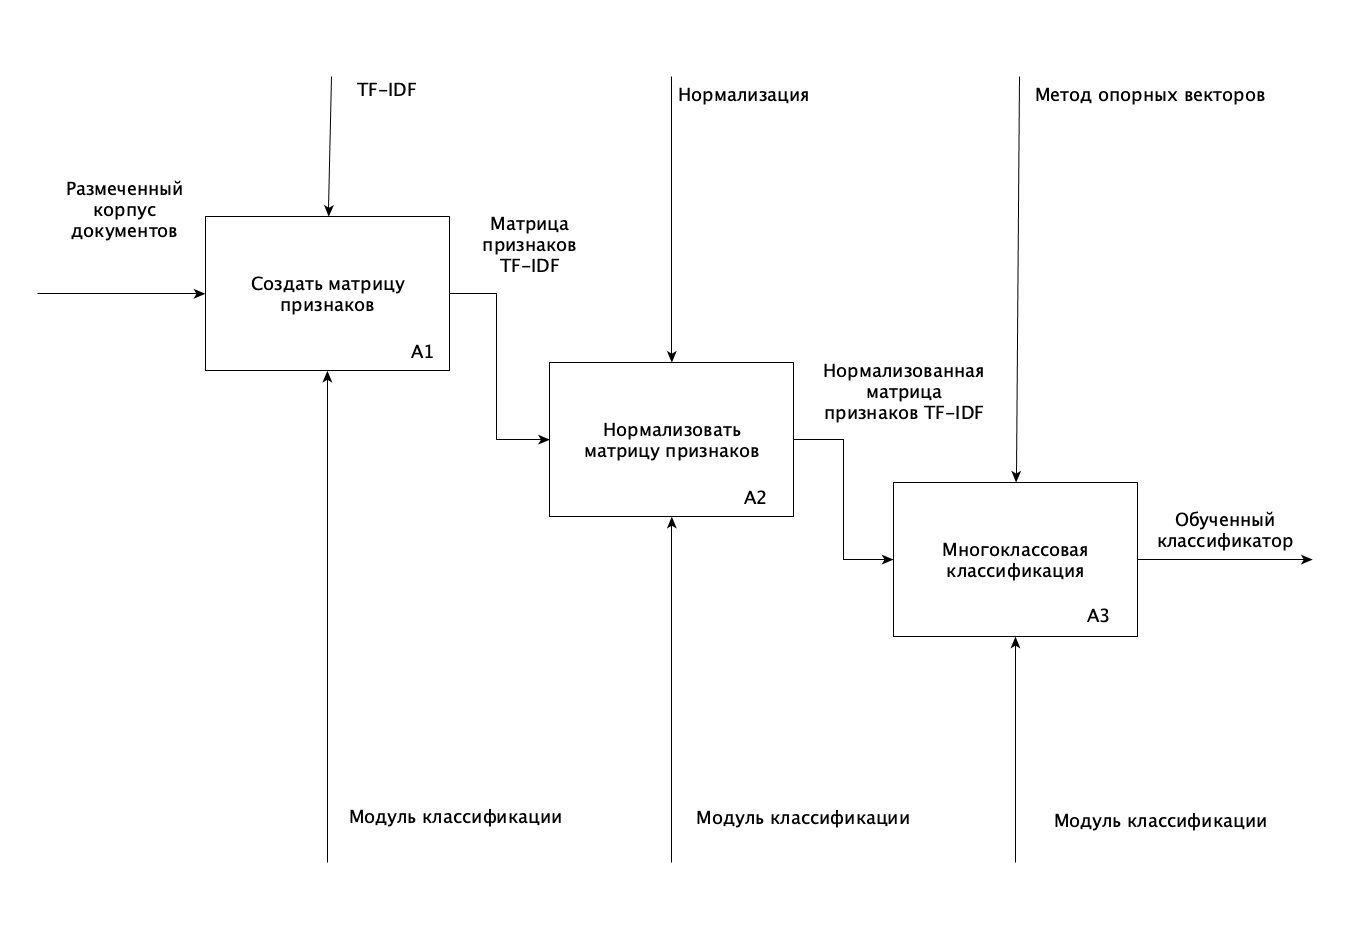 TF-IDF
Нормализация
Метод опорных векторов
Размеченный
корпус
документов
Матрица
признаков
TF-IDF
Создать матрицу
признаков
A1
Нормализованная
матрица
признаков TF-IDF
Нормализовать
матрицу признаков
A2
Обученный
классификатор
Многоклассовая
классификация
A3
Модуль классификации
Модуль классификации
Модуль классификации